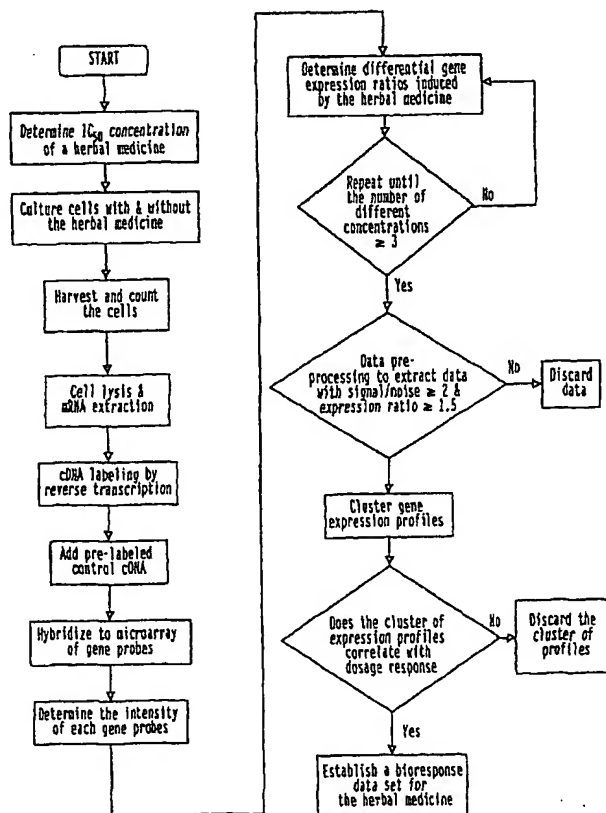 START
Determine IC50 concentration
of a herbal medicine
Culture cells with & without
the herbal medicine
Harvest and count
the cells
Cell lysis &
mRNA extraction
cDNA labeling by
reverse transcription
Add pre-labeled
control cDNA
Hybridize to microarray
of gene probes
Determine the intensity
of each gene probes
Determine differential gene
expression ratios induced
by the herbal medicine
Repeat until
the number of
different
concentrations
≥ 3
No
Yes
Data pre-
processing to extract data
with signal/noise ≥ 2 &
expression ratio
≥ 1.5
No
Discard
data
Cluster gene
expression profiles
Does the cluster of
expression profiles
correlate with
dosage response
No
Discard the
cluster of
profiles
Yes
Establish a bioresponse
data set for
the herbal medicine